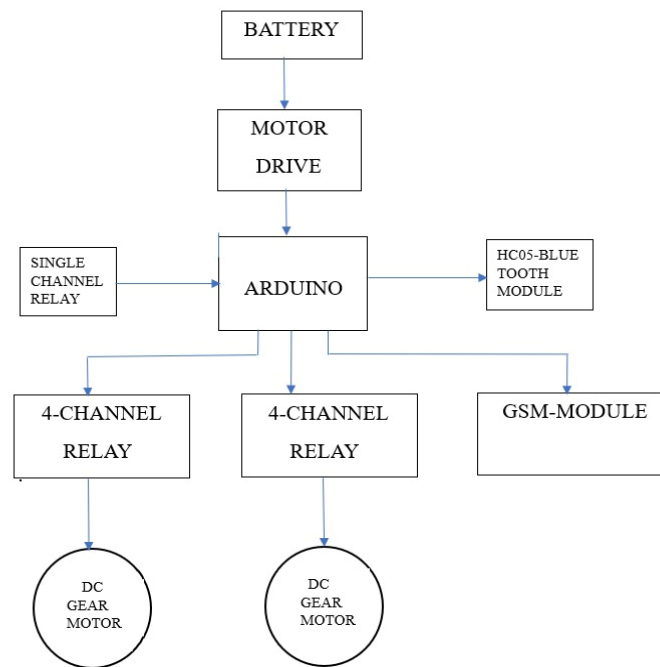 BATTERY
MOTOR
DRIVE
SINGLE
CHANNEL
RELAY
ARDUINO
HC05-BLUE
TOOTH
MODULE
4-CHANNEL
RELAY
4-CHANNEL
RELAY
GSM-MODULE
DC
GEAR
MOTOR
DC
GEAR
MOTOR